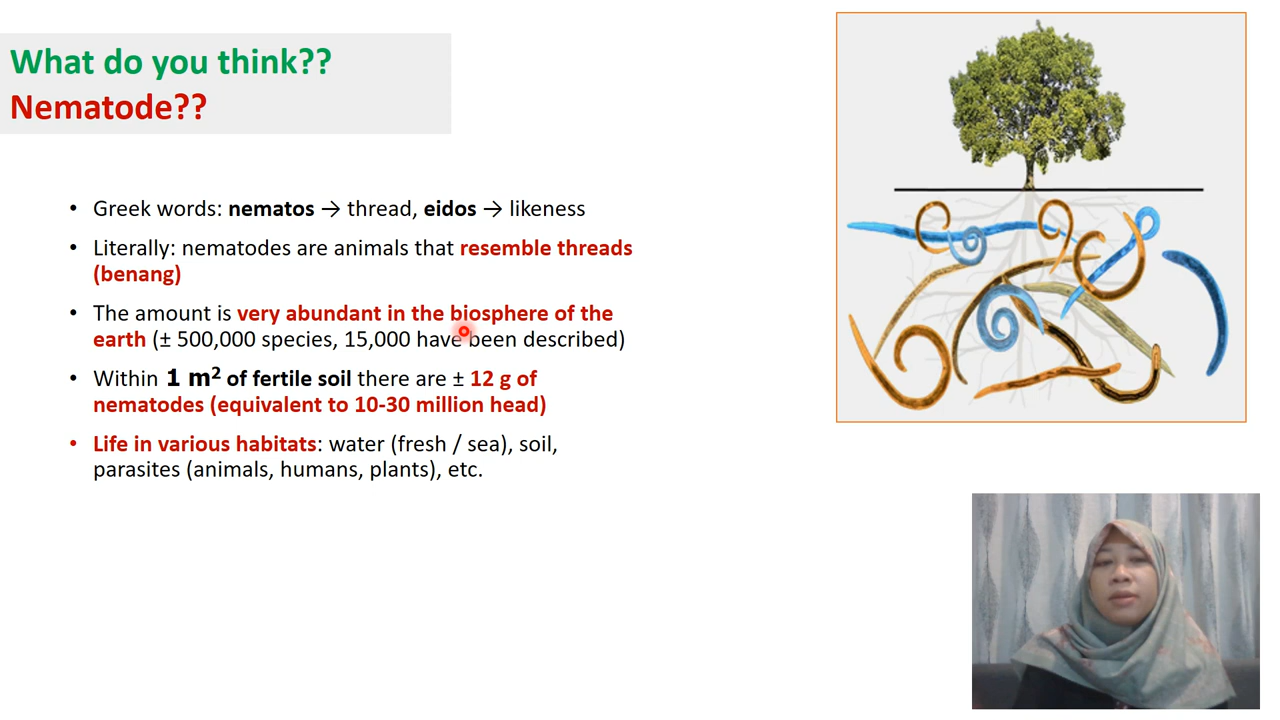 What do you think??
Nematode??
• Greek words: nematos → thread, eidos → likeness
• Literally: nematodes are animals that resemble threads
(benang)
• The amount is very abundant in the biosphere of the
earth (± 500,000 species, 15,000 have been described)
• Within 1 m² of fertile soil there are ± 12 g of
nematodes (equivalent to 10-30 million head)
• Life in various habitats: water (fresh / sea), soil,
parasites (animals, humans, plants), etc.